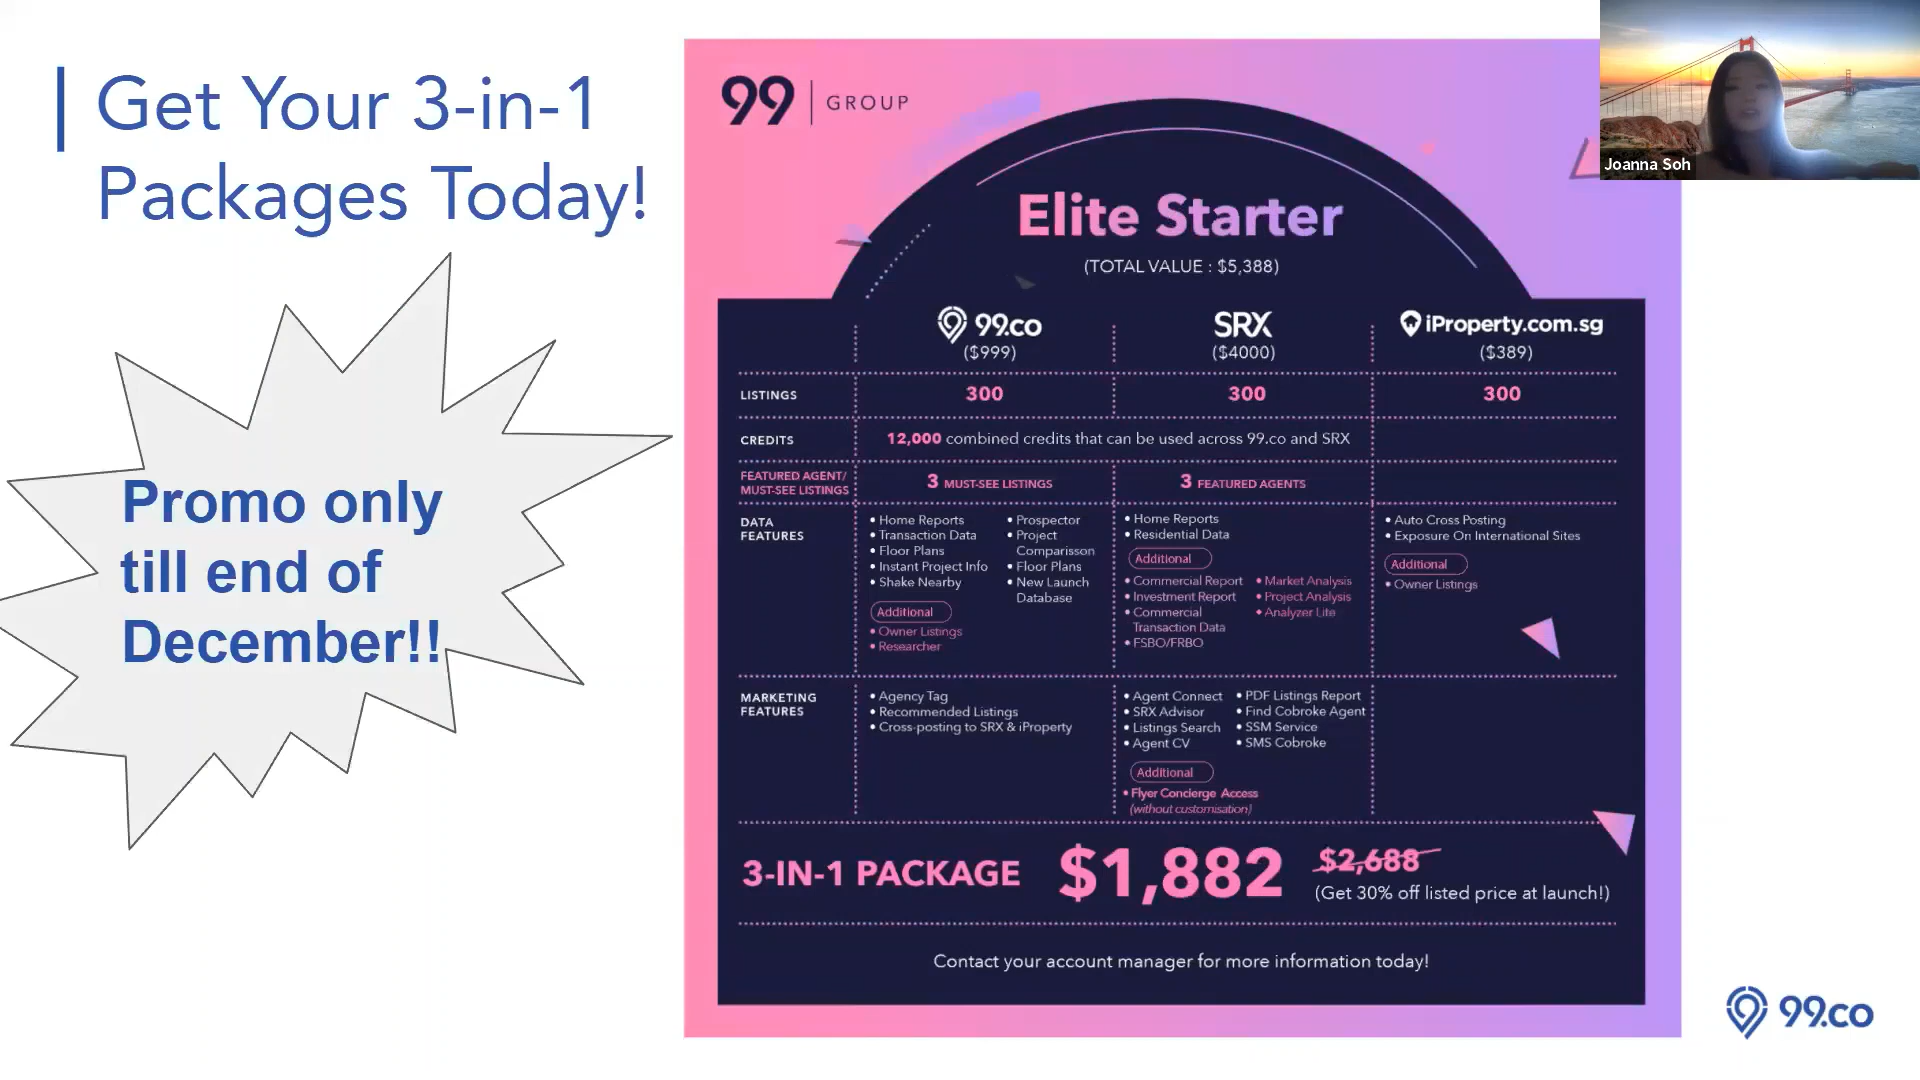 Get Your 3-in-1
Packages Today!
Promo only
till end of
December!!
99 GROUP
Joanna Soh
Elite Starter
(TOTAL VALUE : $5,388)
99.co
($999)
SRX
($4000)
iProperty.com.sg
($389)
LISTINGS
300
300
300
CREDITS
12,000 combined credits that can be used across 99.co and SRX
FEATURED AGENT/
MUST-SEE LISTINGS
3 MUST-SEE LISTINGS
3 FEATURED AGENTS
DATA
FEATURES
• Home Reports
• Transaction Data
• Floor Plans
• Instant Project Info
• Shake Nearby
• Prospector
• Project
Comparisson
• Floor Plans
• New Launch
Database
Additional
• Owner Listings
• Researcher
• Home Reports
• Residential Data
Additional
• Commercial Report
• Investment Report
• Commercial
Transaction Data
• FSBO/FRBO
• Market Analysis
• Project Analysis
• Analyzer Lite
• Auto Cross Posting
• Exposure On International Sites
Additional
• Owner Listings
MARKETING
FEATURES
• Agency Tag
• Recommended Listings
• Cross-posting to SRX & iProperty
• Agent Connect
• SRX Advisor
• Listings Search
• Agent CV
• PDF Listings Report
• Find Cobroke Agent
• SSM Service
• SMS Cobroke
Additional
• Flyer Concierge Access
(without customisation)
3-IN-1 PACKAGE $1,882 $2,688
(Get 30% off listed price at launch!)
Contact your account manager for more information today!
99.co